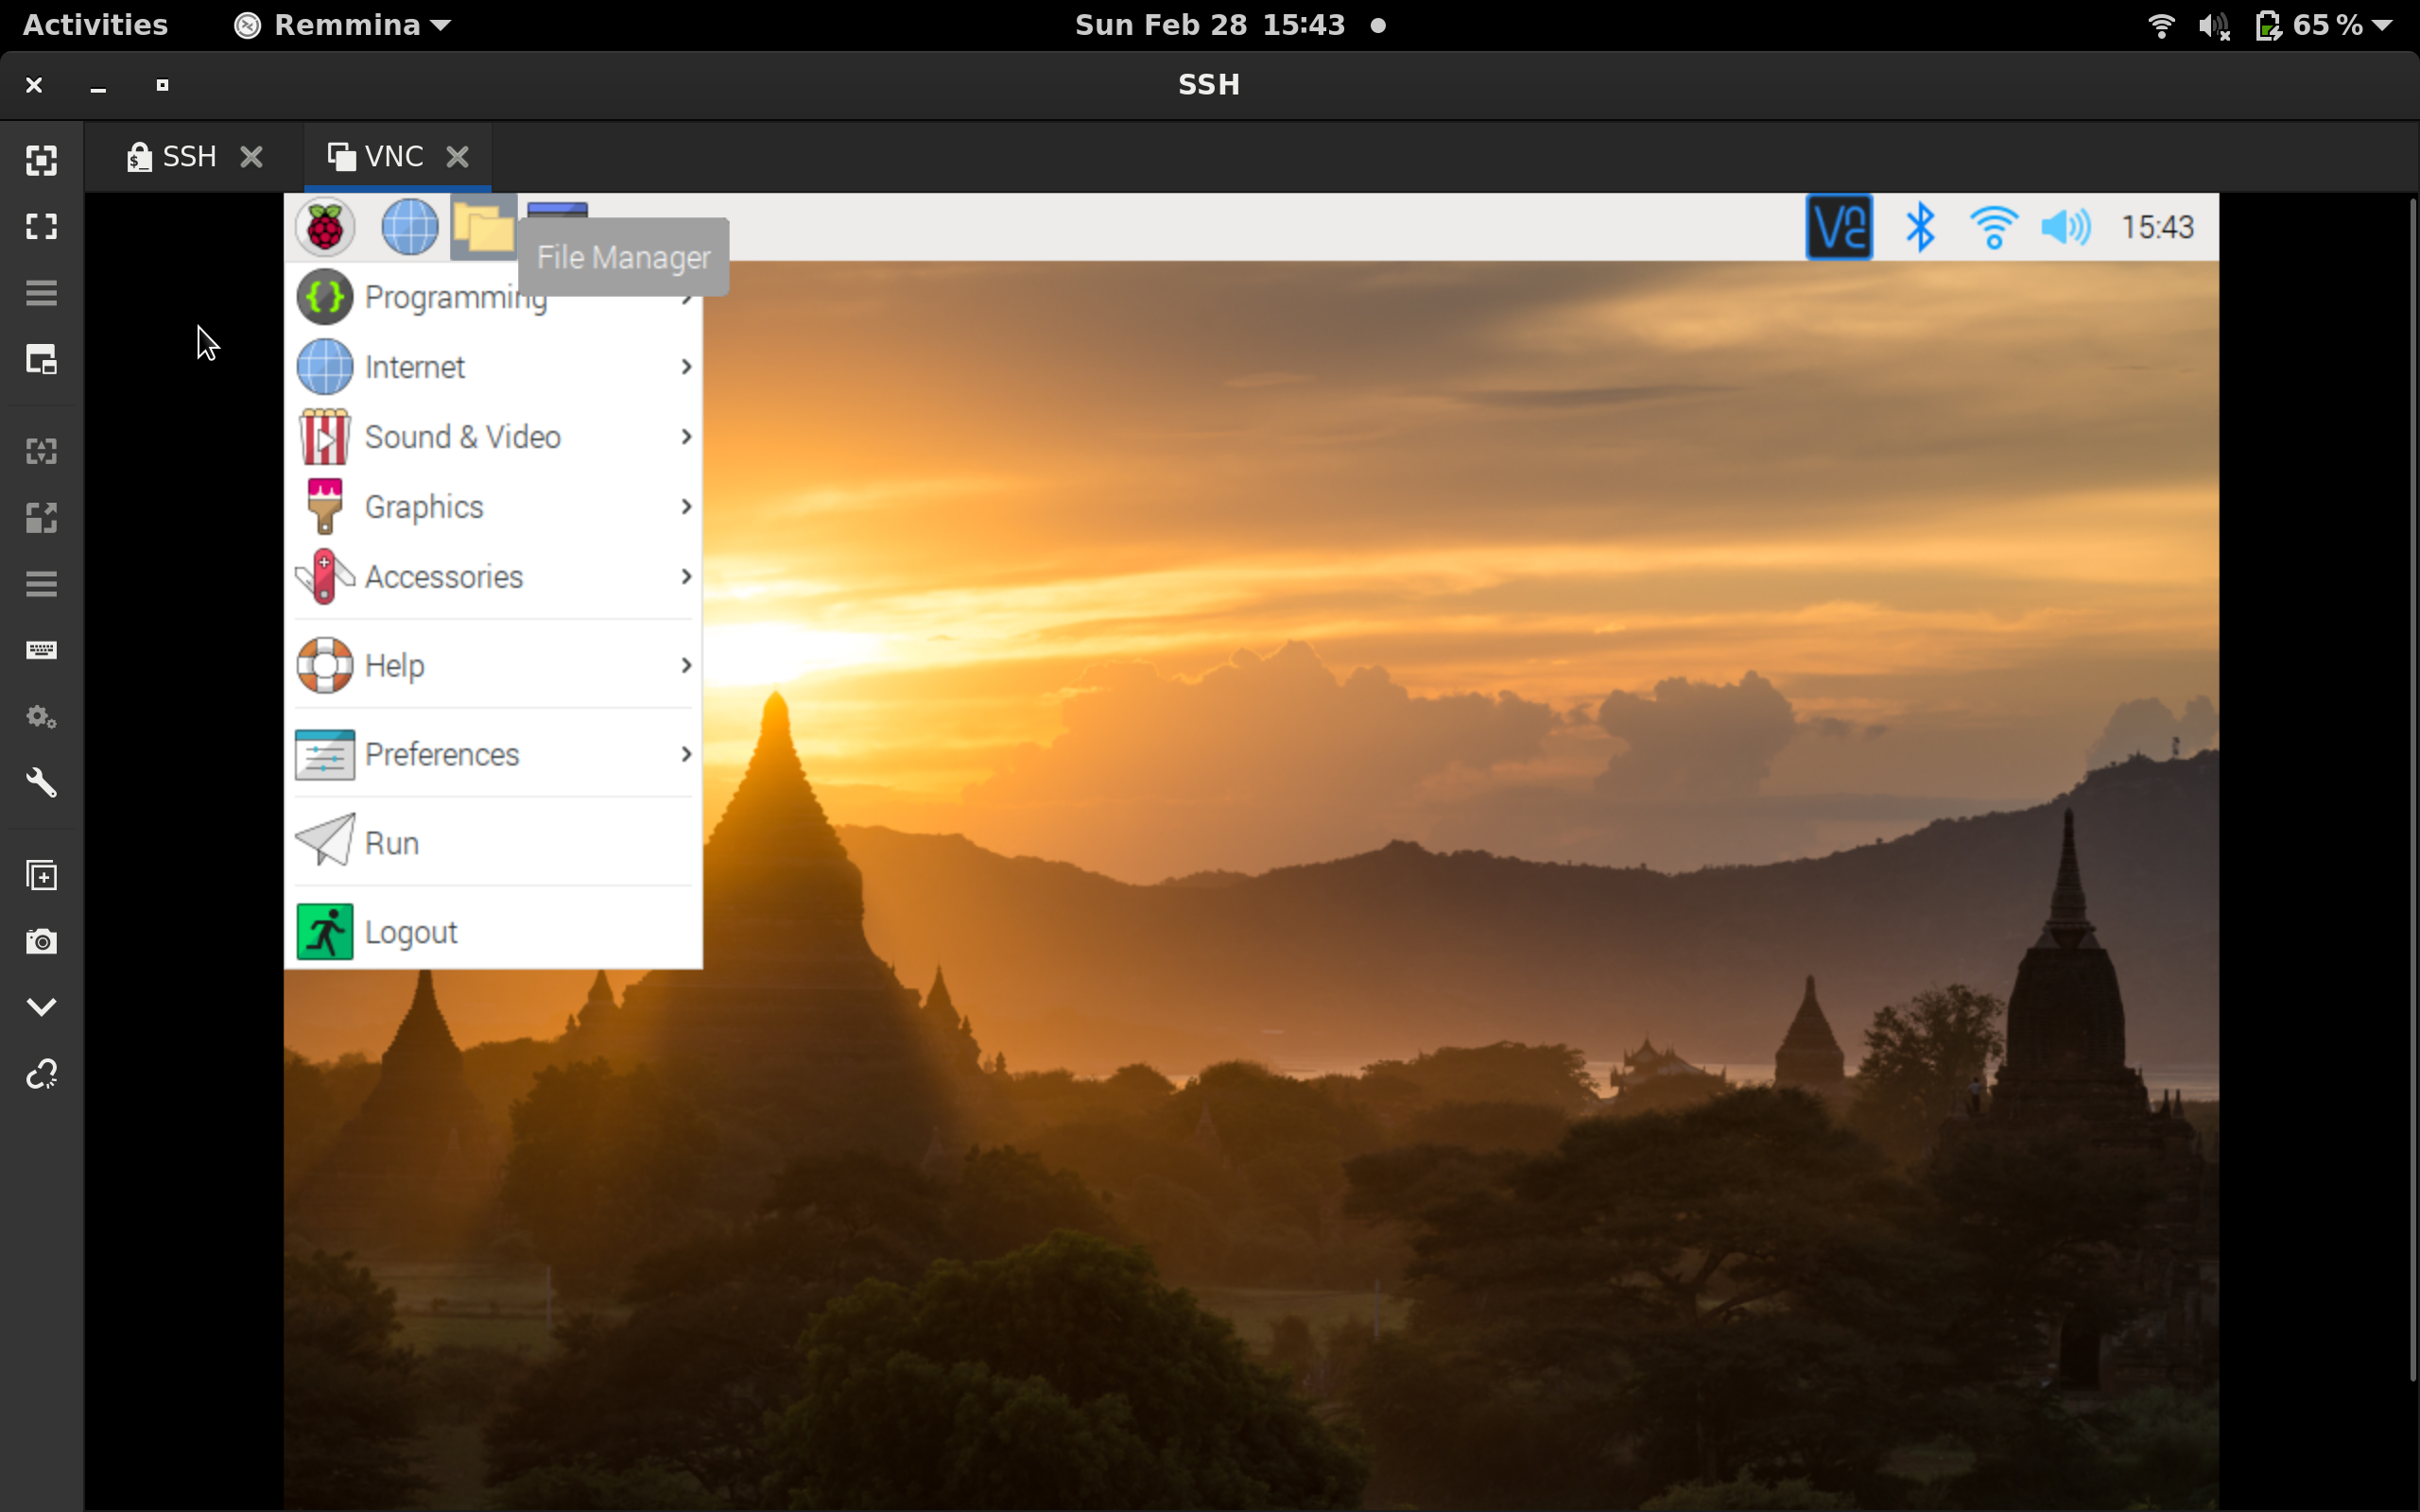 Activities Remmina Sun Feb 28 15:43 65 %
SSH
SSH VNC
15:43
File Manager
Programming
Internet
Sound & Video
Graphics
Accessories
Help
Preferences
Run
Logout